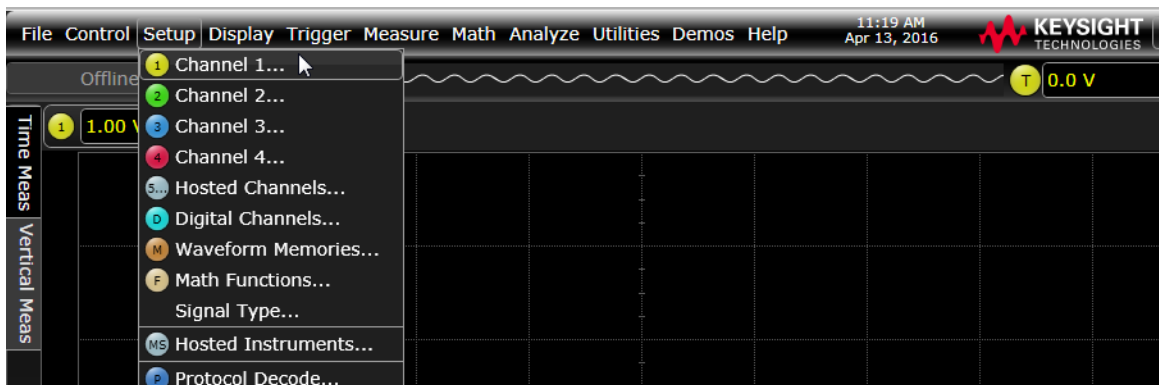 File Control Setup Display Trigger Measure Math Analyze Utilities Demos Help
11:19 AM
Apr 13, 2016
KEYSIGHT
TECHNOLOGIES
Offline
T 0.0 V
1 1.00 V
Time Meas
Vertical Meas
1 Channel 1...
2 Channel 2...
3 Channel 3...
4 Channel 4...
5... Hosted Channels...
D Digital Channels...
M Waveform Memories...
F Math Functions...
Signal Type...
MS Hosted Instruments...
P Protocol Decode...